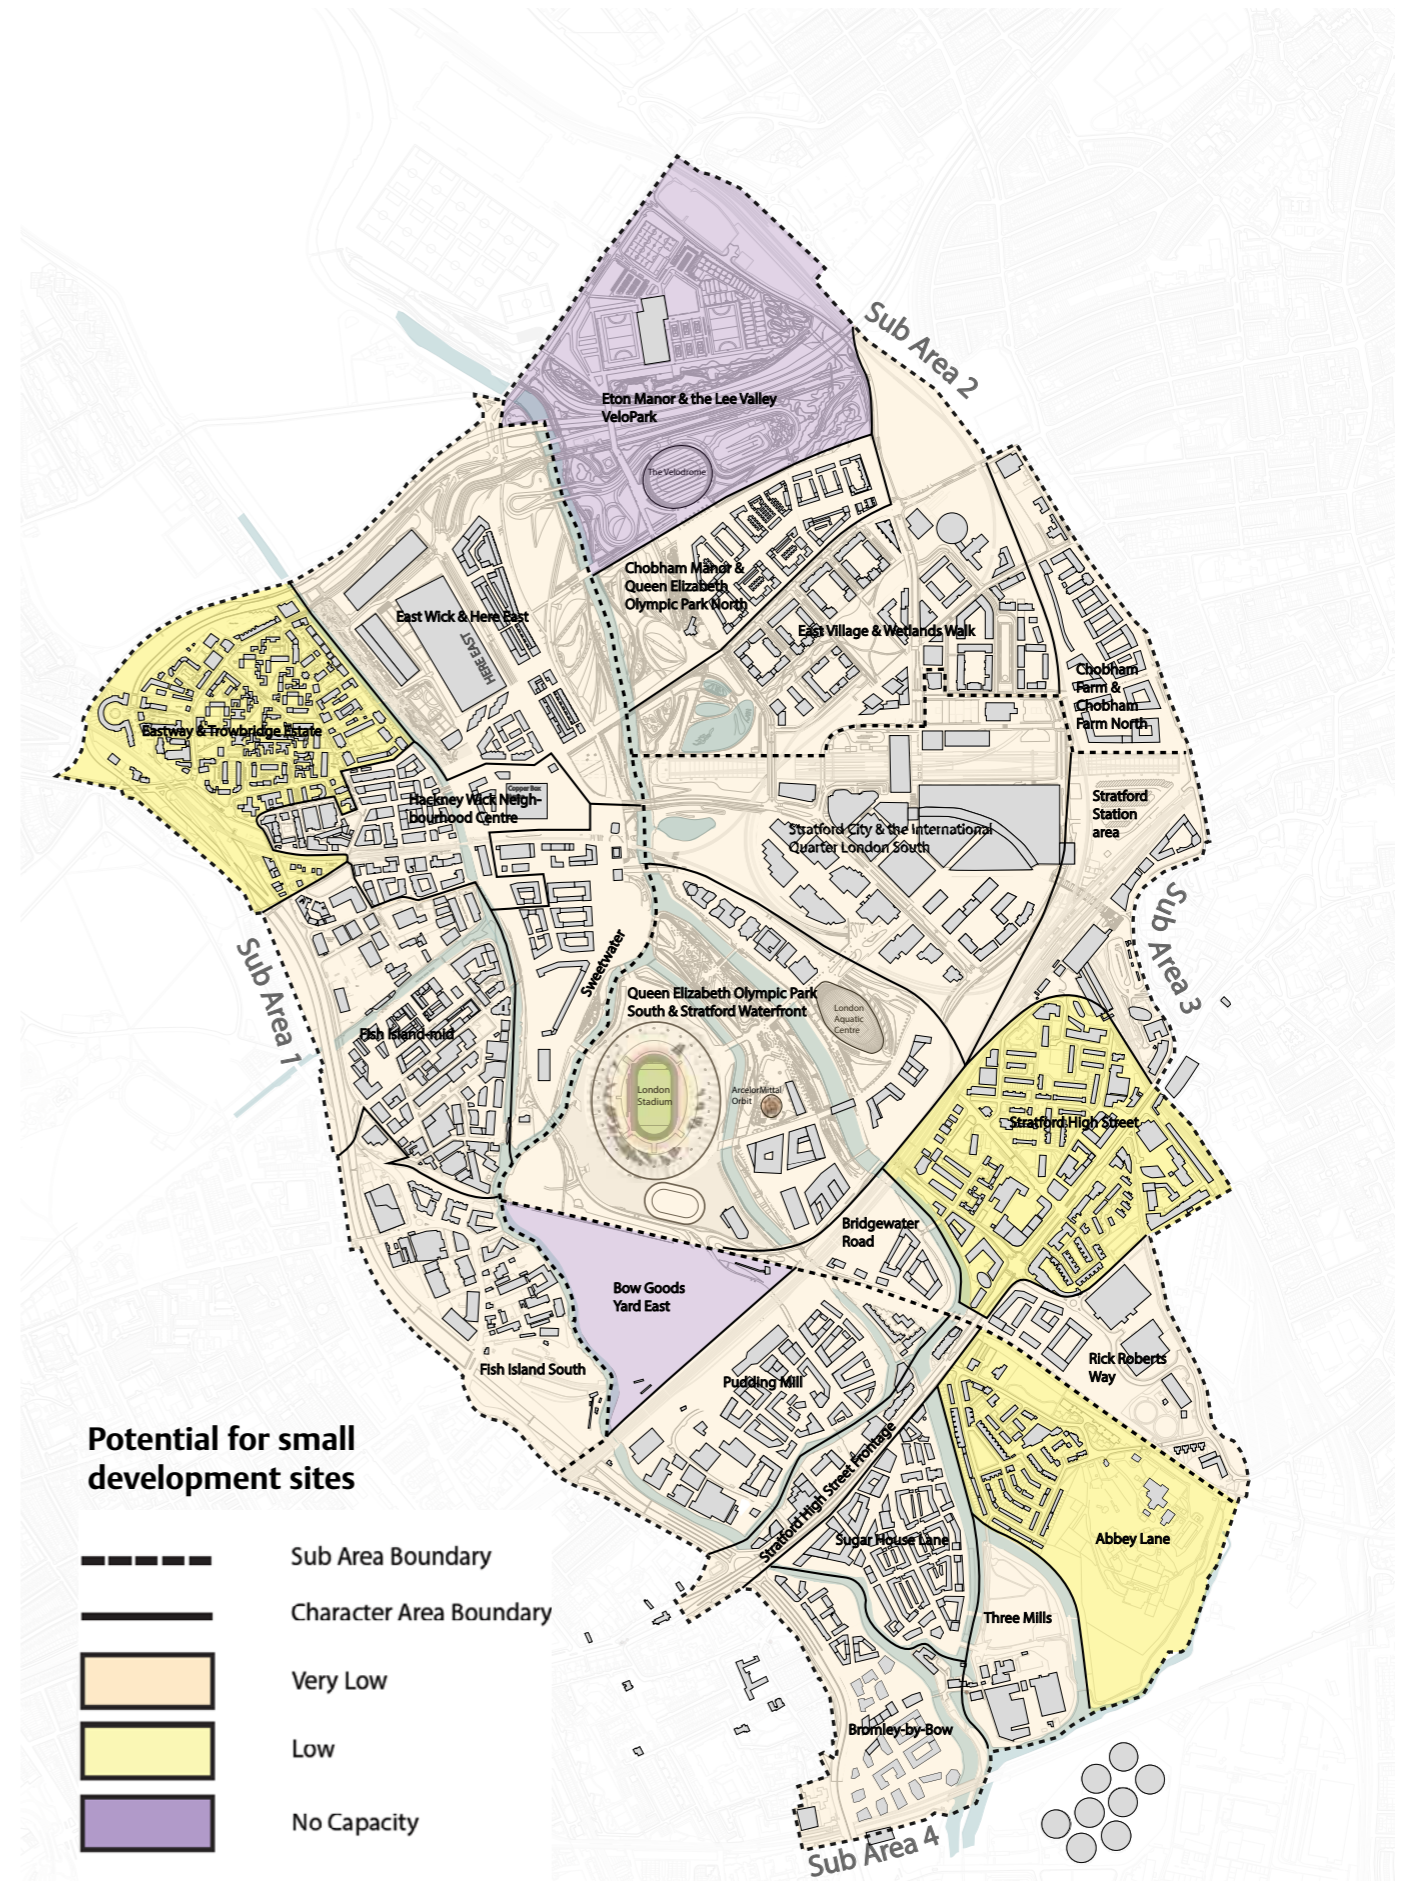 Sub Area 2
Eton Manor & the Lee Valley
VeloPark
The Velodrome
Chobham Manor &
Queen Elizabeth
Olympic Park North
East Wick & Here East
HERE EAST
East Village & Wetlands Walk
Chobham
Farm &
Chobham
Farm North
Eastway & Trowbridge Estate
Copper Box
Hackney Wick Neigh-
bourhood Centre
Stratford
Station
area
Stratford City & the International
Quarter London South
Sub Area 3
Sub Area 1
Sweetwater
Queen Elizabeth Olympic Park
South & Stratford Waterfront
London
Aquatic
Centre
Fish Island-mid
London
Stadium
ArcelorMittal
Orbit
Stratford High Street
Bridgewater
Road
Bow Goods
Yard East
Fish Island South
Pudding Mill
Rick Roberts
Way
Stratford High Street Frontage
Sugar House Lane
Abbey Lane
Three Mills
Bromley-by-Bow
Sub Area 4
Potential for small
development sites
Sub Area Boundary
Character Area Boundary
Very Low
Low
No Capacity